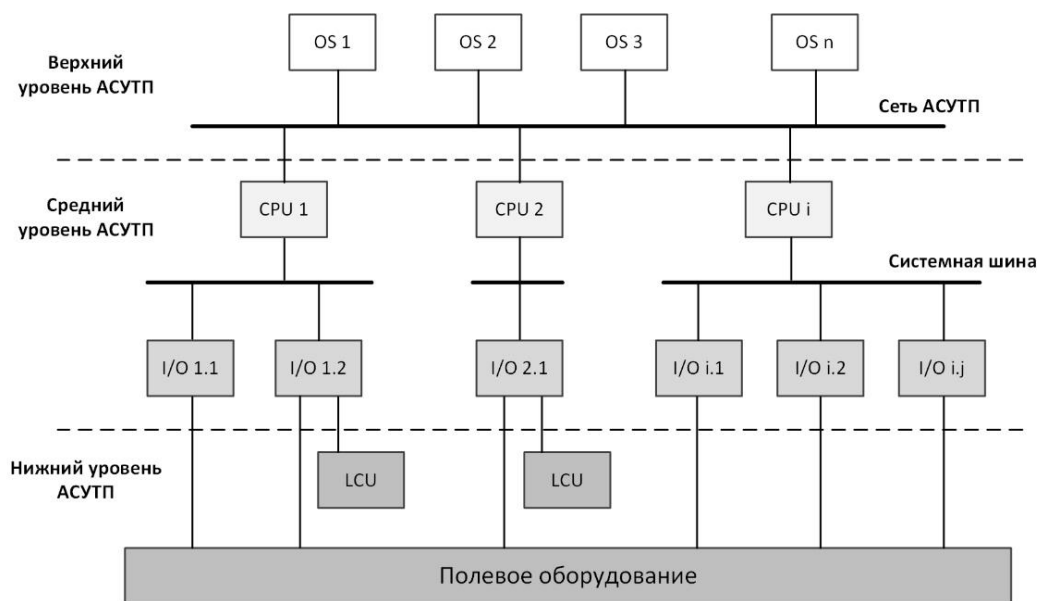 OS 1
OS 2
OS 3
OS n
Верхний
уровень АСУТП
Сеть АСУТП
Средний
уровень АСУТП
CPU 1
CPU 2
CPU i
Системная шина
I/O 1.1
I/O 1.2
I/O 2.1
I/O i.1
I/O i.2
I/O i.j
Нижний уровень
АСУТП
LCU
LCU
Полевое оборудование